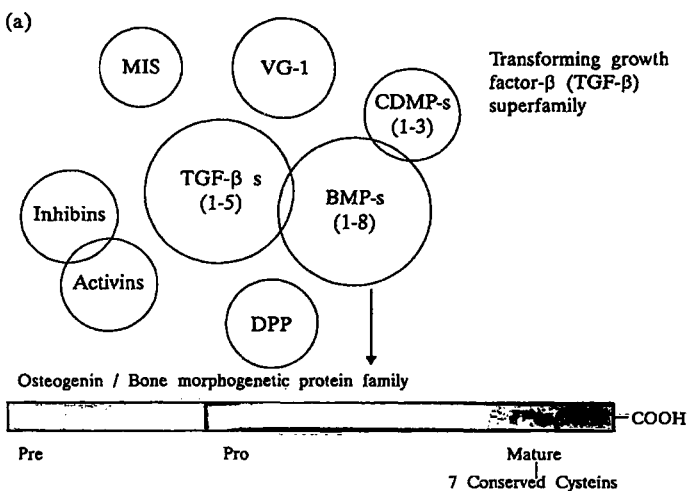 (a)
MIS
VG-1
Transforming growth
factor-β (TGF-β)
superfamily
CDMP-s
(1-3)
TGF-β s
(1-5)
BMP-s
(1-8)
Inhibins
Activins
DPP
Osteogenin / Bone morphogenetic protein family
COOH
Pre
Pro
Mature
7 Conserved Cysteins